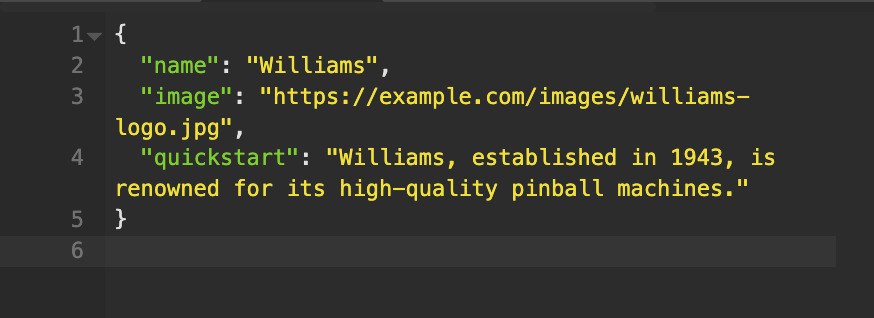 1 {
2 "name": "Williams",
3 "image": "https://example.com/images/williams-
logo.jpg",
4 "quickstart": "Williams, established in 1943, is
renowned for its high-quality pinball machines."
5 }
6